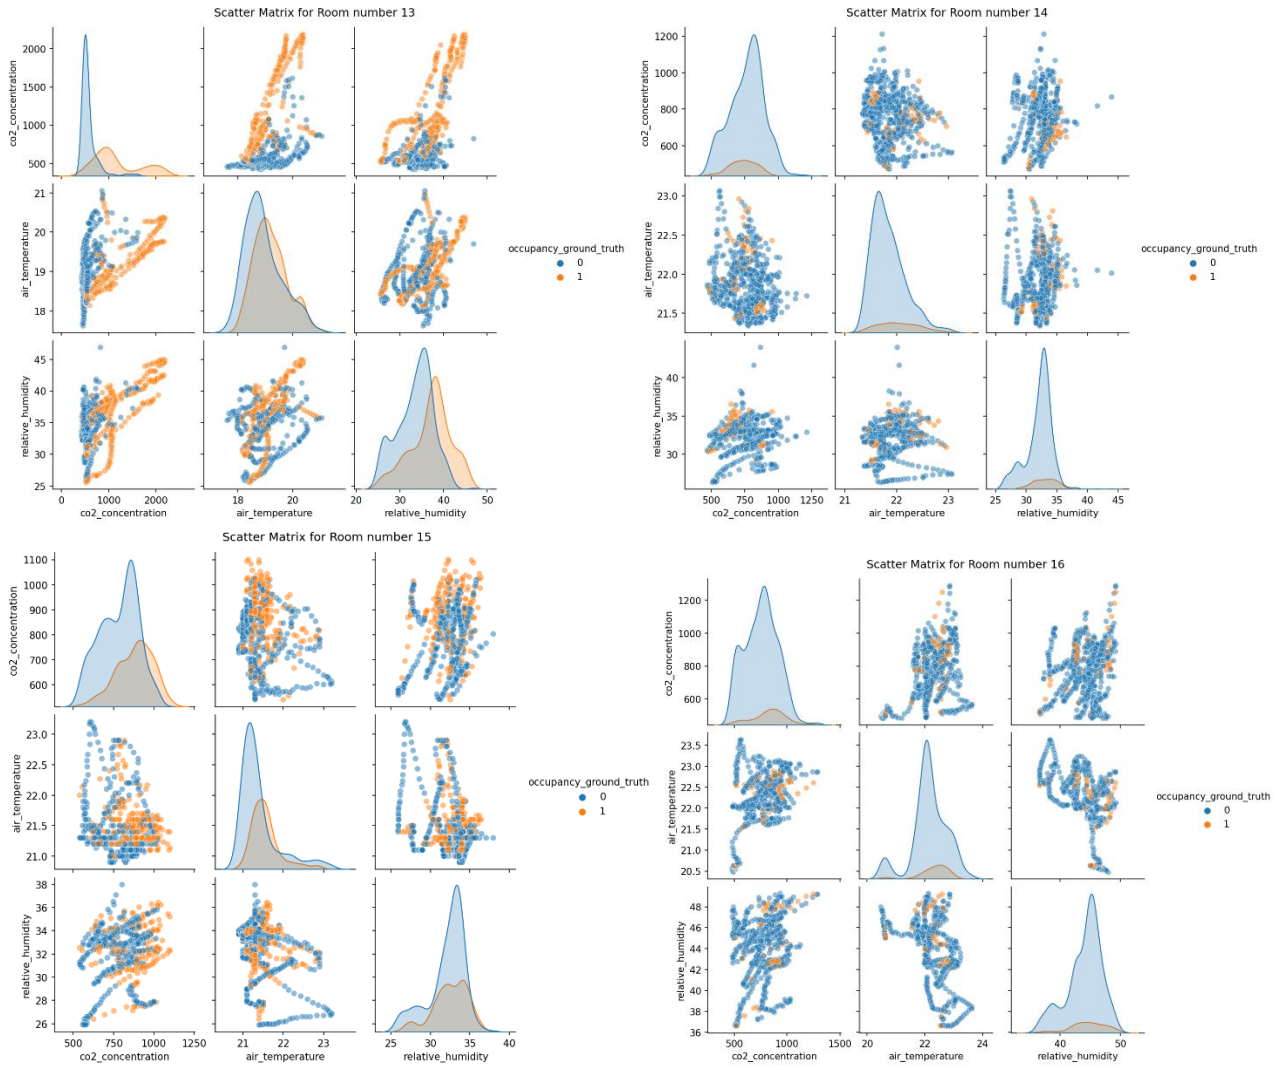 Scatter Matrix for Room number 13
co2_concentration
2000
1500
1000
500
air_temperature
21
20
19
18
relative_humidity
45
40
35
30
25
0 1000 2000
co2_concentration
18 20
air_temperature
20 30 40 50
relative_humidity
occupancy_ground_truth
0
1
Scatter Matrix for Room number 14
co2_concentration
1200
1000
800
600
air_temperature
23.0
22.5
22.0
21.5
relative_humidity
40
35
30
500 750 1000 1250
co2_concentration
21 22 23
air_temperature
25 30 35 40 45
relative_humidity
occupancy_ground_truth
0
1
Scatter Matrix for Room number 15
co2_concentration
1100
1000
900
800
700
600
air_temperature
23.0
22.5
22.0
21.5
21.0
relative_humidity
38
36
34
32
30
28
26
500 750 1000 1250
co2_concentration
21 22 23
air_temperature
25 30 35 40
relative_humidity
occupancy_ground_truth
0
1
Scatter Matrix for Room number 16
co2_concentration
1200
1000
800
600
air_temperature
23.5
23.0
22.5
22.0
21.5
21.0
20.5
relative_humidity
48
46
44
42
40
38
36
500 1000 1500
co2_concentration
20 22 24
air_temperature
40 50
relative_humidity
occupancy_ground_truth
0
1